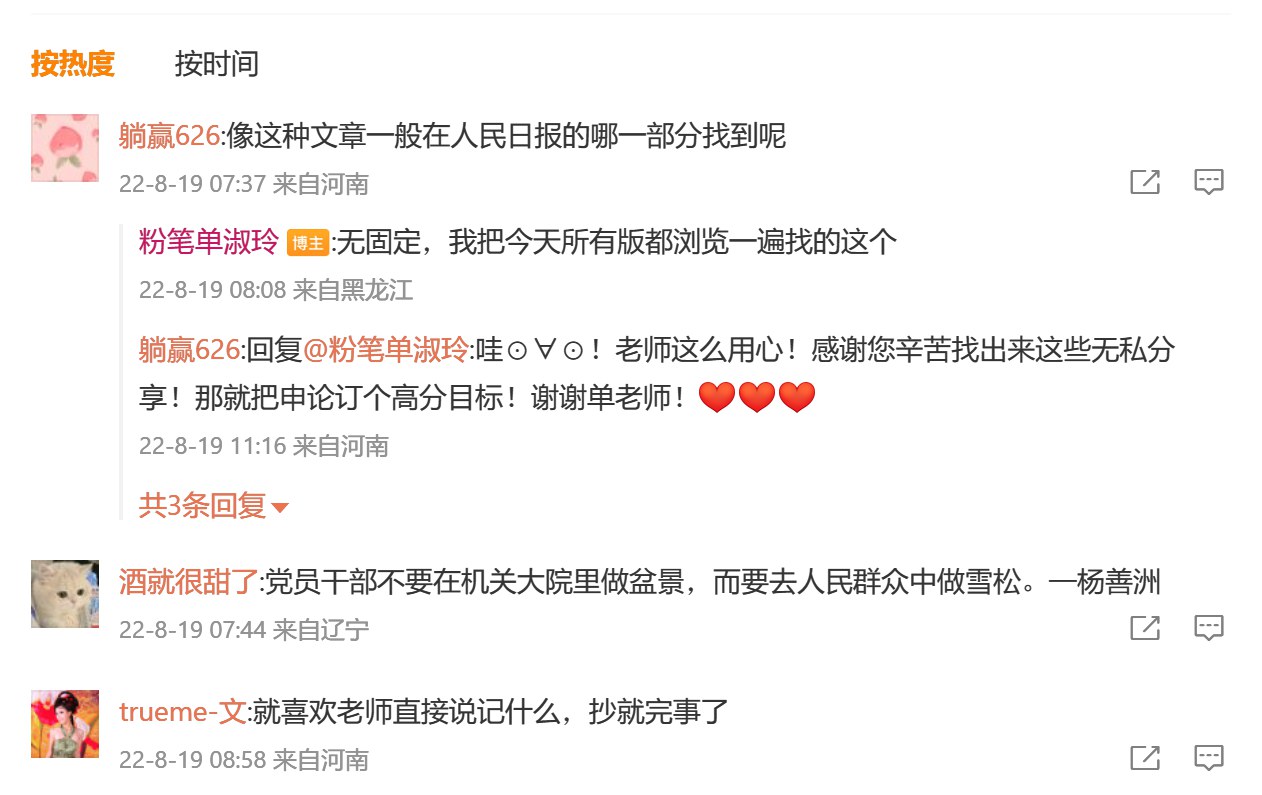 按热度 按时间
躺赢626:像这种文章一般在人民日报的哪一部分找到呢
22-8-19 07:37 来自河南
粉笔单淑玲 博主:无固定，我把今天所有版都浏览一遍找的这个
22-8-19 08:08 来自黑龙江
躺赢626:回复@粉笔单淑玲:哇⊙∀⊙！老师这么用心！感谢您辛苦找出来这些无私分
享！那就把申论订个高分目标！谢谢单老师！❤️❤️❤️
22-8-19 11:16 来自河南
共3条回复
酒就很甜了:党员干部不要在机关大院里做盆景，而要去人民群众中做雪松。—杨善洲
22-8-19 07:44 来自辽宁
trueme-文:就喜欢老师直接说记什么，抄就完事了
22-8-19 08:58 来自河南